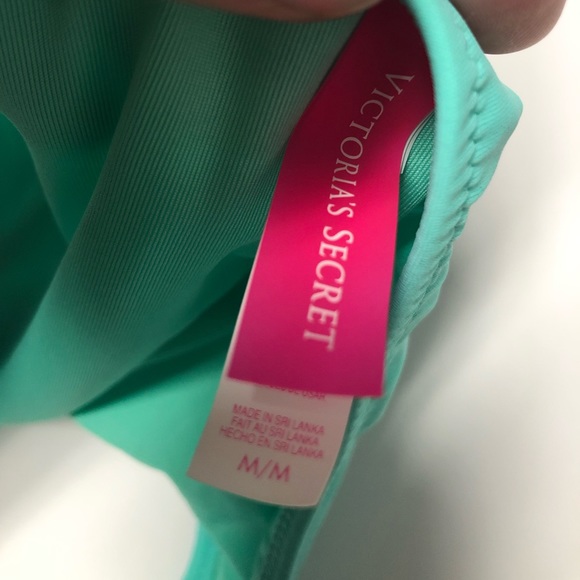 VICTORIA'S SECRET
MADE IN SRI LANKA
FAIT AU SRI LANKA
HECHO EN SRI LANKA
M/M